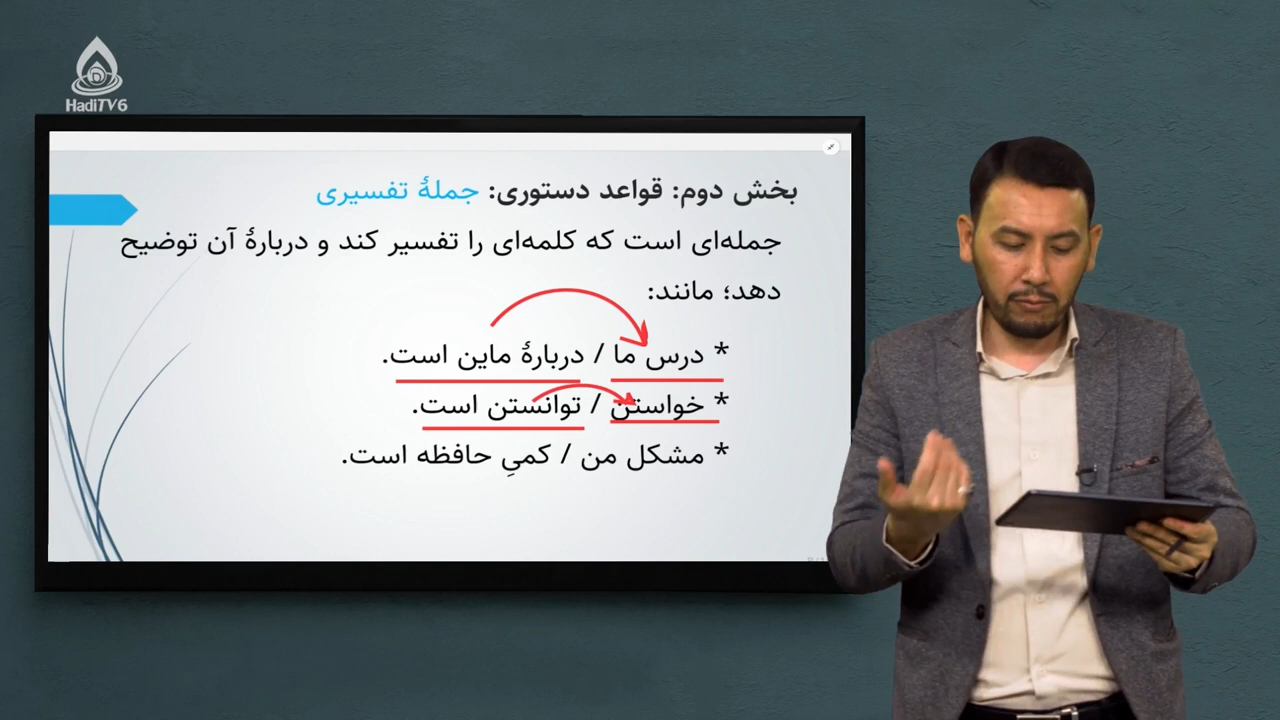 HadiTV6
بخش دوم: قواعد دستوری: جملهٔ تفسیری
جمله‌ای است که کلمه‌ای را تفسیر کند و دربارهٔ آن توضیح
دهد؛ مانند:
* درس ما / دربارهٔ ماین است.
* خواستن / توانستن است.
* مشکل من / کمیِ حافظه است.